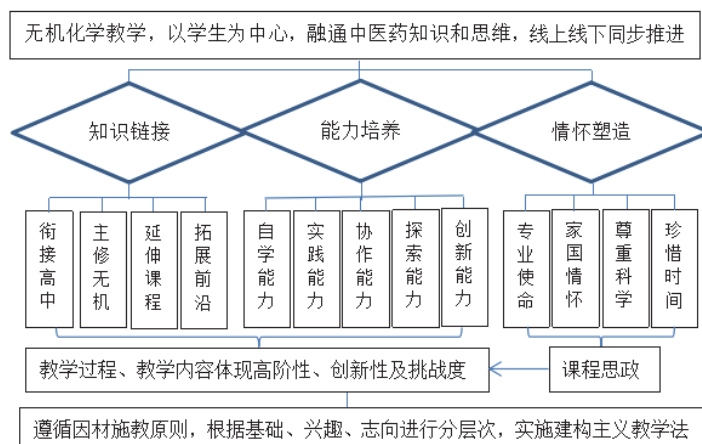 无机化学教学，以学生为中心，融通中医药知识和思维，线上线下同步推进
知识链接
能力培养
情怀塑造
衔接高中
主修无机
延伸课程
拓展前沿
自学能力
实践能力
协作能力
探索能力
创新能力
专业使命
家国情怀
尊重科学
珍惜时间
教学过程、教学内容体现高阶性、创新性及挑战度
课程思政
遵循因材施教原则，根据基础、兴趣、志向进行分层次，实施建构主义教学法